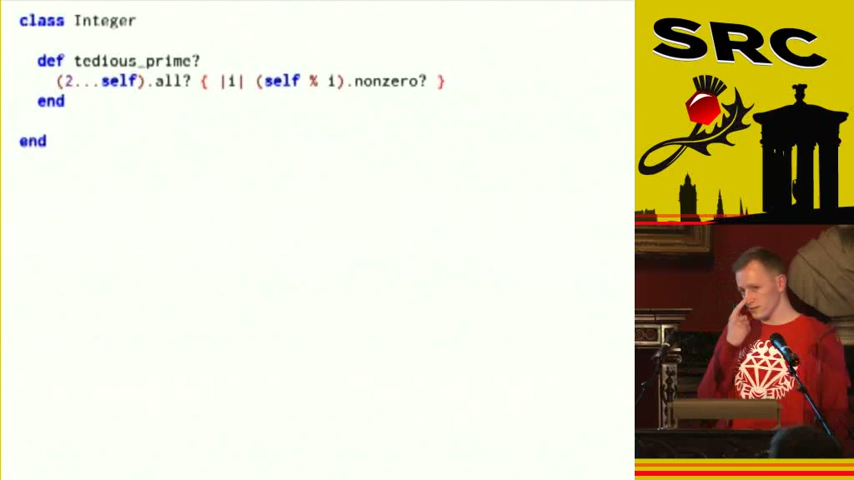 class Integer
def tedious_prime?
(2...self).all? { |i| (self % i).nonzero? }
end
end
SRC